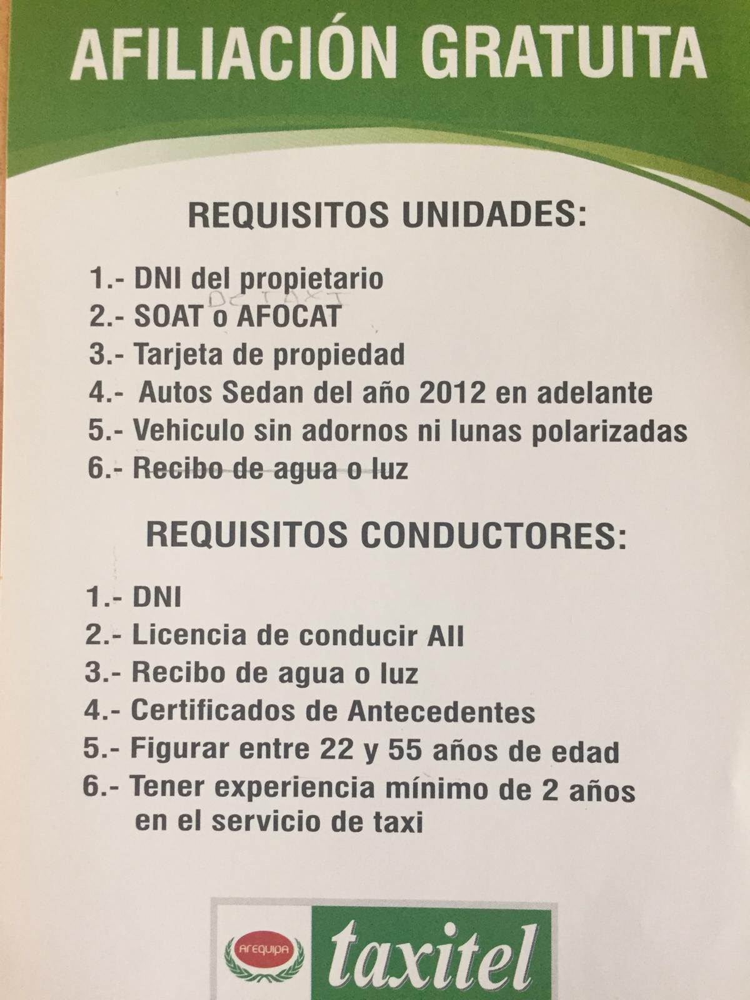 AFILIACIÓN GRATUITA
REQUISITOS UNIDADES:
1.- DNI del propietario
DE TAXI
2.- SOAT o AFOCAT
3.- Tarjeta de propiedad
4.- Autos Sedan del año 2012 en adelante
5.- Vehiculo sin adornos ni lunas polarizadas
6.- Recibo de agua o luz
REQUISITOS CONDUCTORES:
1.- DNI
2.- Licencia de conducir AII
3.- Recibo de agua o luz
4.- Certificados de Antecedentes
5.- Figurar entre 22 y 55 años de edad
6.- Tener experiencia mínimo de 2 años
en el servicio de taxi
AREQUIPA
taxitel